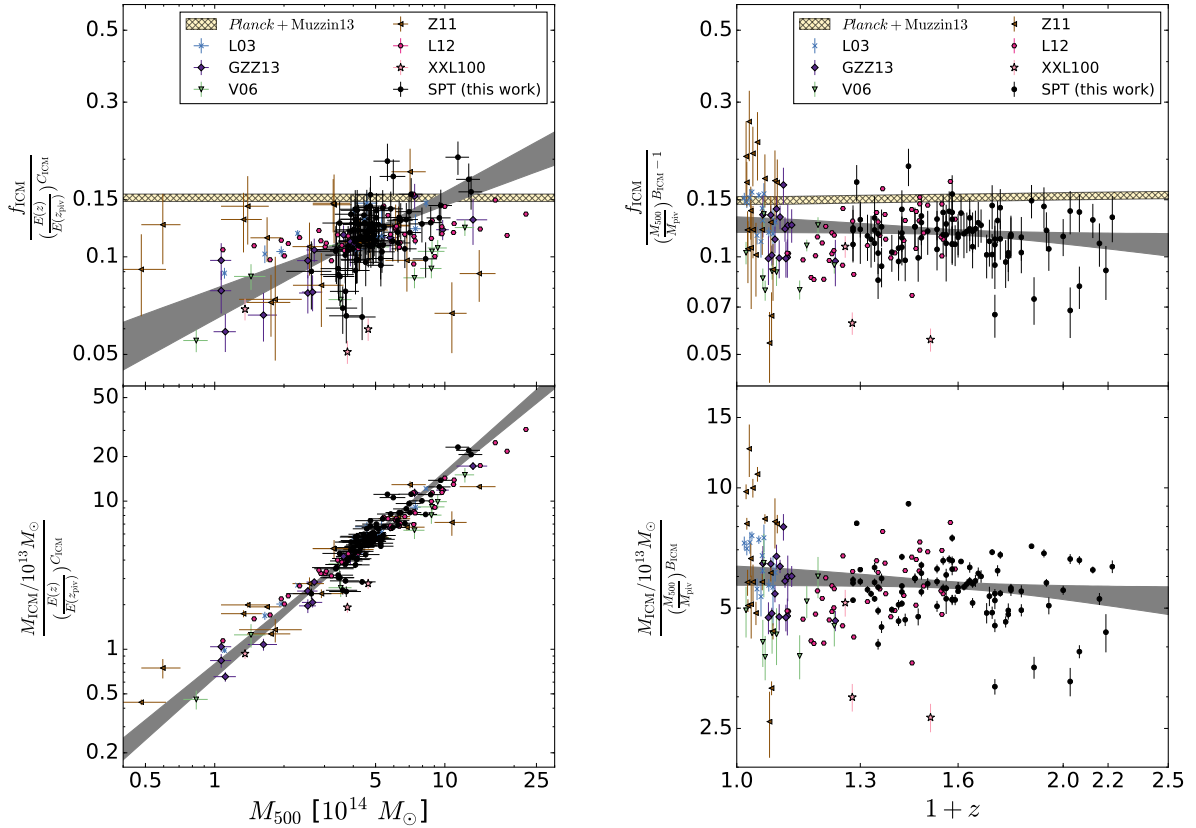 Planck + Muzzin13
L03
GZZ13
V06
Z11
L12
XXL100
SPT (this work)
0.5
0.3
0.15
0.1
0.07
0.05
f_ICM / (E(z)/E(z_piv))^{C_ICM}
Planck + Muzzin13
L03
GZZ13
V06
Z11
L12
XXL100
SPT (this work)
0.5
0.3
0.15
0.1
0.07
0.05
f_ICM / (M_500/M_piv)^{B_ICM−1}
50
20
10
1
0.5
0.2
M_ICM/10^13 M_⊙ / (E(z)/E(z_piv))^{C_ICM}
0.5 1 5 10 25
M_500 [10^14 M_⊙]
15
10
5
2.5
M_ICM/10^13 M_⊙ / (M_500/M_piv)^{B_ICM}
1.0 1.3 1.6 2.0 2.2 2.5
1 + z